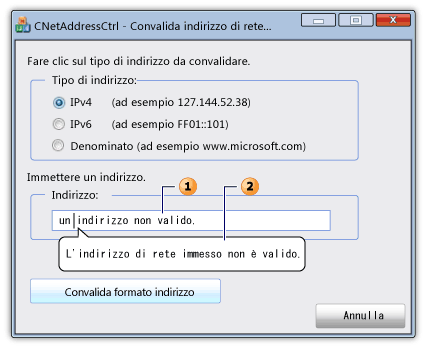 CNetAddressCtrl - Convalida indirizzo di rete...
Fare clic sul tipo di indirizzo da convalidare.
Tipo di indirizzo:
IPv4 (ad esempio 127.144.52.38)
IPv6 (ad esempio FF01::101)
Denominato (ad esempio www.microsoft.com)
Immettere un indirizzo.
1 2
Indirizzo:
un indirizzo non valido.
L'indirizzo di rete immesso non è valido.
Convalida formato indirizzo
Annulla